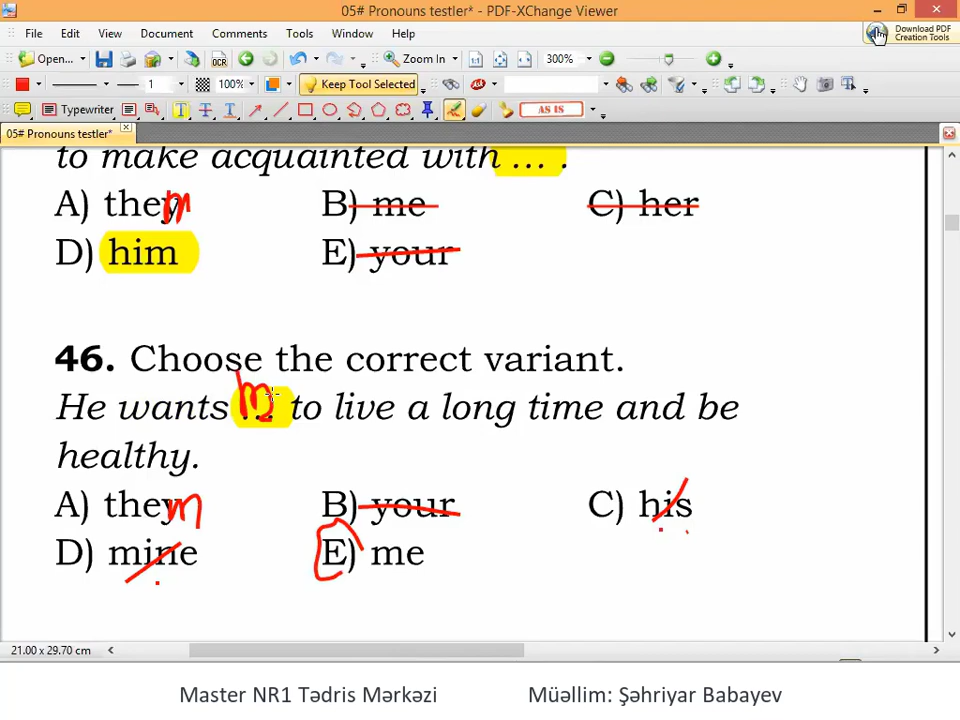 05# Pronouns testler* - PDF-XChange Viewer
File Edit View Document Comments Tools Window Help
Download PDF
Creation Tools
Open... OCR Zoom In 300%
1 100% Keep Tool Selected
Typewriter AS IS
05# Pronouns testler*
to make acquainted with ... .
A) they m B) me C) her
D) him E) your
46. Choose the correct variant.
He wants ... to live a long time and be
healthy.
A) they m B) your C) his
D) mine E) me
21.00 x 29.70 cm
Master NR1 Tədris Mərkəzi Müəllim: Şəhriyar Babayev